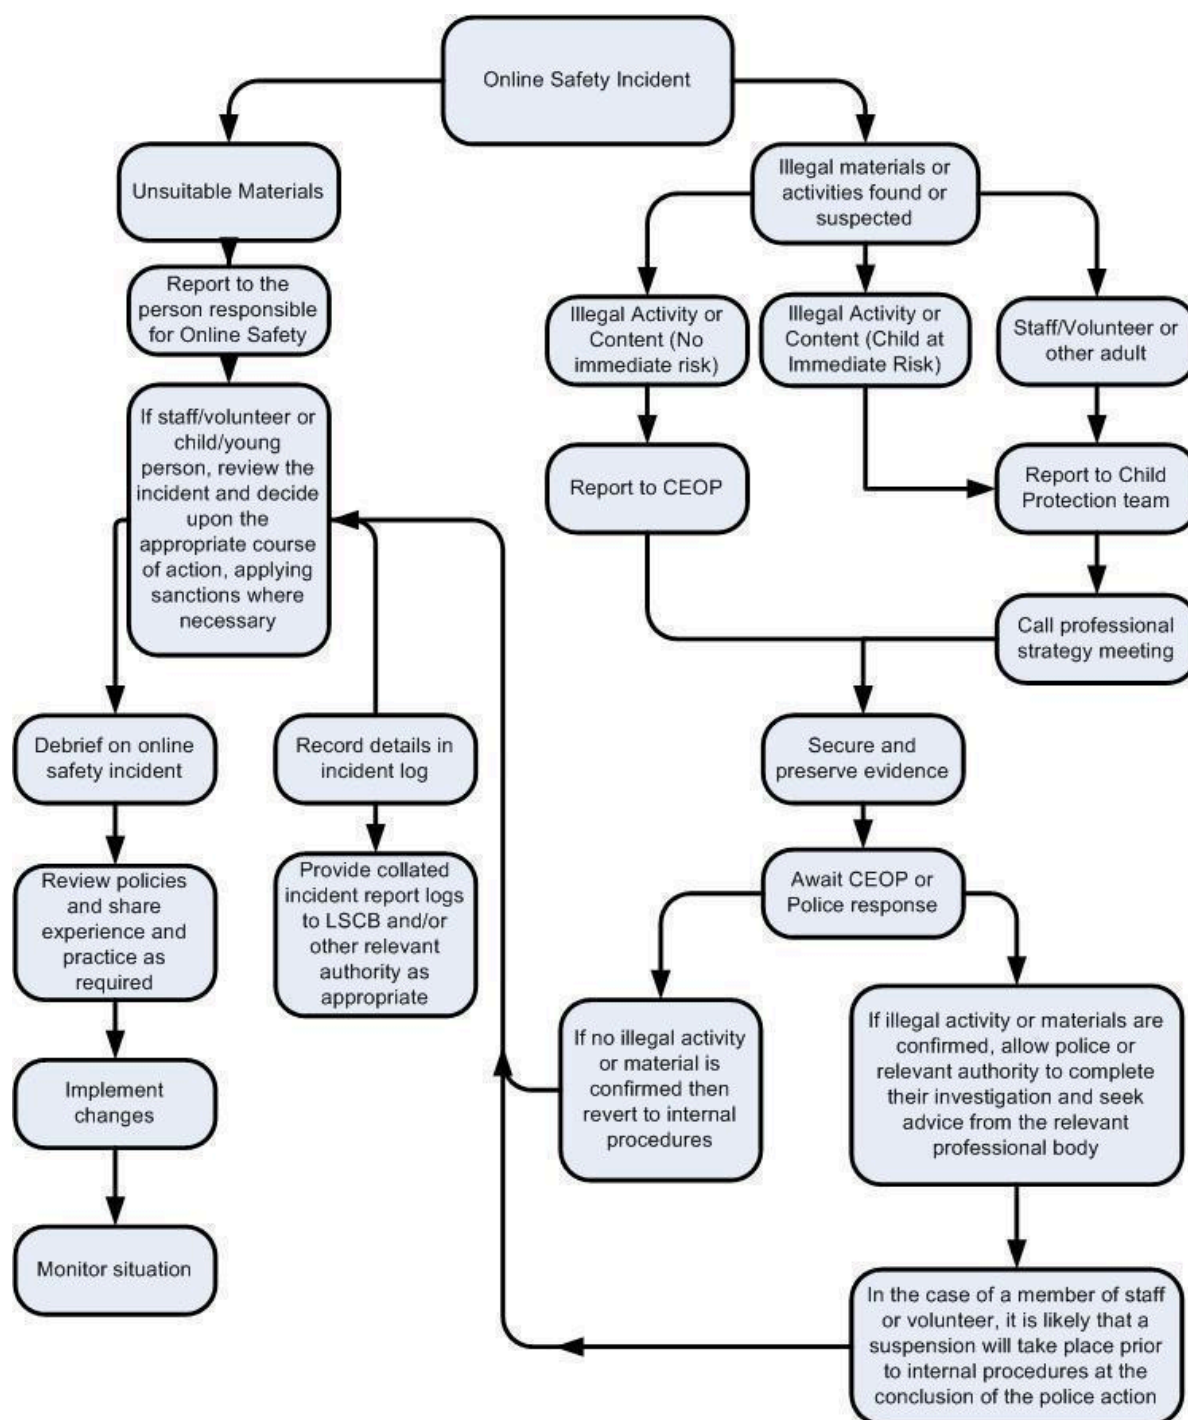 Online Safety Incident
Unsuitable Materials
Illegal materials or
activities found or
suspected
Report to the
person responsible
for Online Safety
Illegal Activity or
Content (No
immediate risk)
Illegal Activity or
Content (Child at
Immediate Risk)
Staff/Volunteer or
other adult
If staff/volunteer or
child/young
person, review the
incident and decide
upon the
appropriate course
of action, applying
sanctions where
necessary
Report to CEOP
Report to Child
Protection team
Call professional
strategy meeting
Debrief on online
safety incident
Record details in
incident log
Secure and
preserve evidence
Review policies
and share
experience and
practice as
required
Provide collated
incident report logs
to LSCB and/or
other relevant
authority as
appropriate
Await CEOP or
Police response
If no illegal activity
or material is
confirmed then
revert to internal
procedures
If illegal activity or materials are
confirmed, allow police or
relevant authority to complete
their investigation and seek
advice from the relevant
professional body
Implement
changes
Monitor situation
In the case of a member of staff
or volunteer, it is likely that a
suspension will take place prior
to internal procedures at the
conclusion of the police action